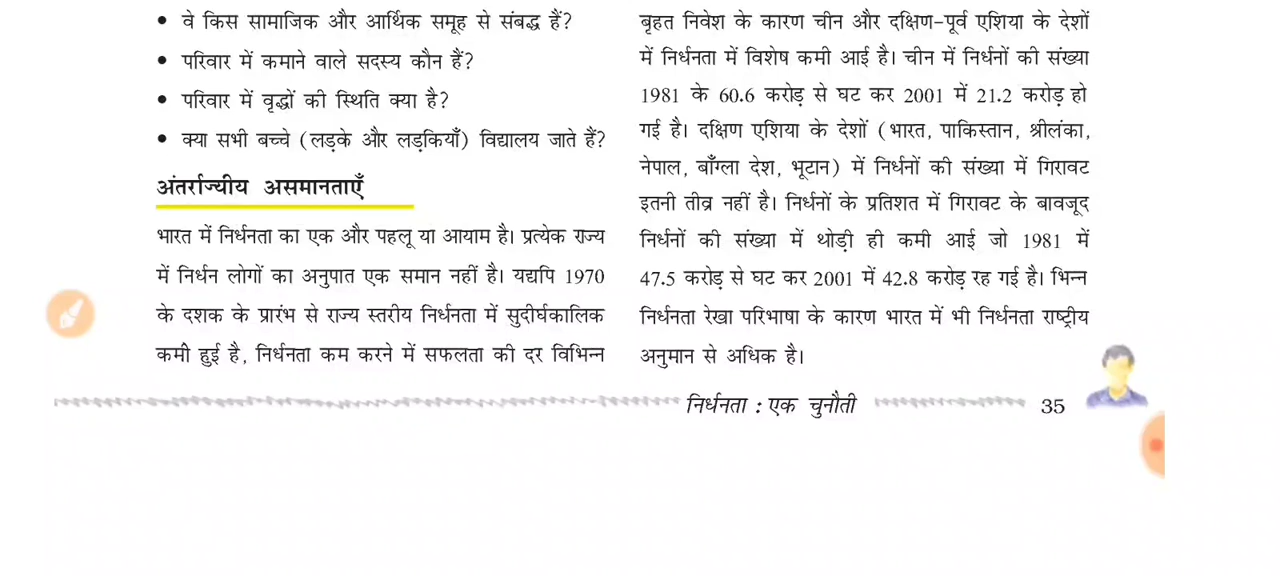 • वे किस सामाजिक और आर्थिक समूह से संबद्ध हैं?
• परिवार में कमाने वाले सदस्य कौन हैं?
• परिवार में वृद्धों की स्थिति क्या है?
• क्या सभी बच्चे (लड़के और लड़कियाँ) विद्यालय जाते हैं?
अंतर्राज्यीय असमानताएँ
भारत में निर्धनता का एक और पहलू या आयाम है। प्रत्येक राज्य
में निर्धन लोगों का अनुपात एक समान नहीं है। यद्यपि 1970
के दशक के प्रारंभ से राज्य स्तरीय निर्धनता में सुदीर्घकालिक
कमी हुई है, निर्धनता कम करने में सफलता की दर विभिन्न
बृहत निवेश के कारण चीन और दक्षिण-पूर्व एशिया के देशों
में निर्धनता में विशेष कमी आई है। चीन में निर्धनों की संख्या
1981 के 60.6 करोड़ से घट कर 2001 में 21.2 करोड़ हो
गई है। दक्षिण एशिया के देशों (भारत, पाकिस्तान, श्रीलंका,
नेपाल, बाँग्ला देश, भूटान) में निर्धनों की संख्या में गिरावट
इतनी तीव्र नहीं है। निर्धनों के प्रतिशत में गिरावट के बावजूद
निर्धनों की संख्या में थोड़ी ही कमी आई जो 1981 में
47.5 करोड़ से घट कर 2001 में 42.8 करोड़ रह गई है। भिन्न
निर्धनता रेखा परिभाषा के कारण भारत में भी निर्धनता राष्ट्रीय
अनुमान से अधिक है।
निर्धनता : एक चुनौती 35